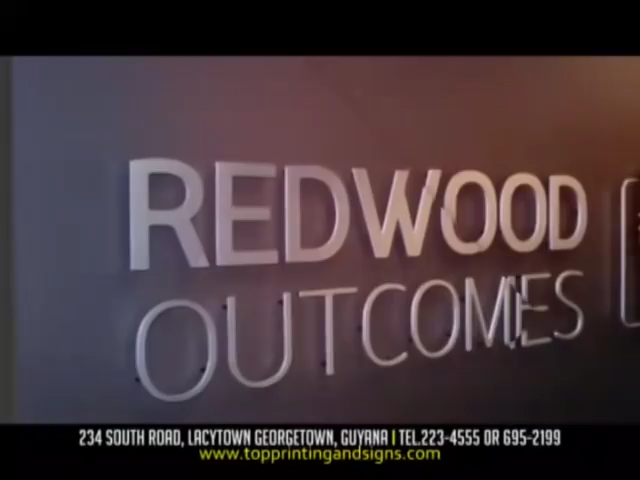 REDWOOD
OUTCOMES
234 SOUTH ROAD, LACYTOWN GEORGETOWN, GUYANA | TEL.223-4555 OR 695-2199
www.topprintingandsigns.com